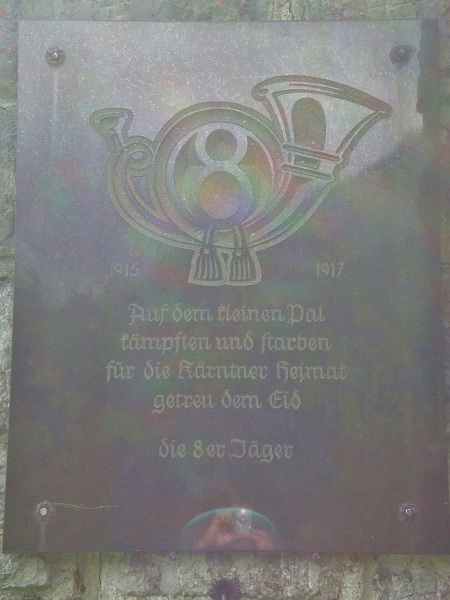 8
1915 1917
Auf dem kleinen Pal
kämpften und starben
für die Kärntner Heimat
getreu dem Eid
die 8er Jäger